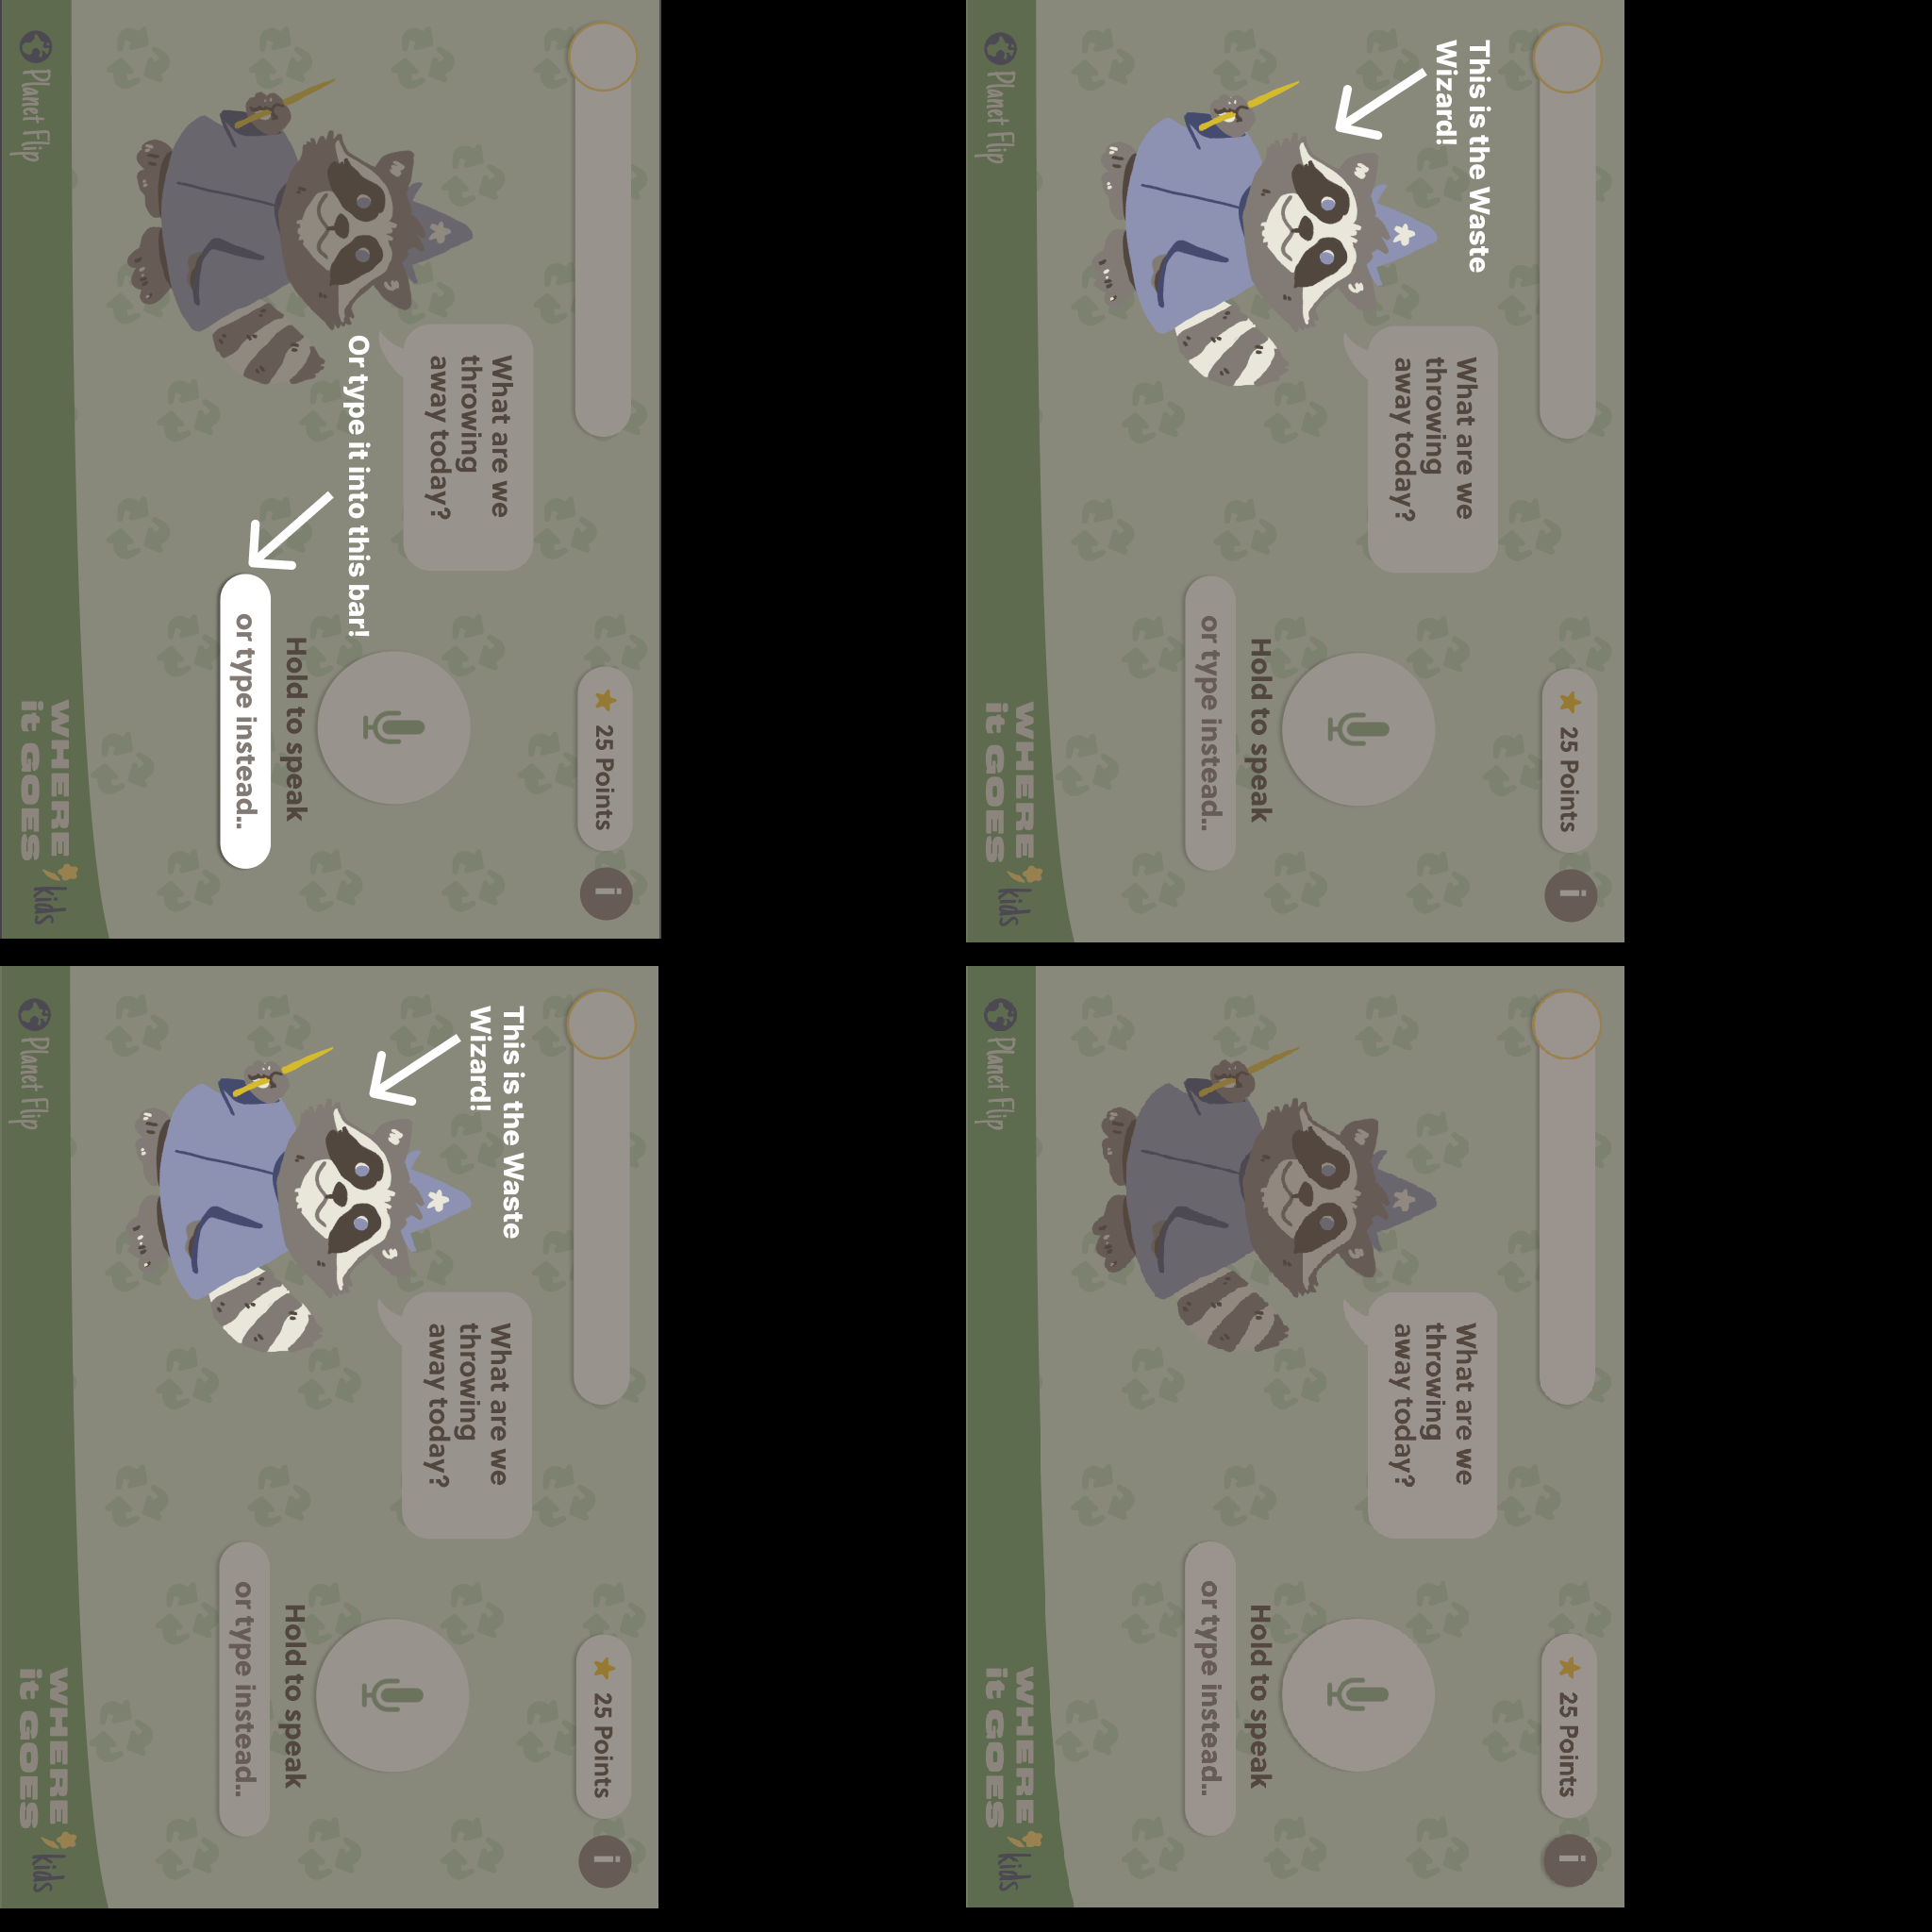 Or type it into this bar!
25 Points
i
What are we
throwing
away today?
Hold to speak
or type instead..
Planet Flip
WHERE
it GOES
kids
This is the Waste
Wizard!
25 Points
i
What are we
throwing
away today?
Hold to speak
or type instead..
Planet Flip
WHERE
it GOES
kids
This is the Waste
Wizard!
25 Points
i
What are we
throwing
away today?
Hold to speak
or type instead..
Planet Flip
WHERE
it GOES
kids
25 Points
i
What are we
throwing
away today?
Hold to speak
or type instead..
Planet Flip
WHERE
it GOES
kids